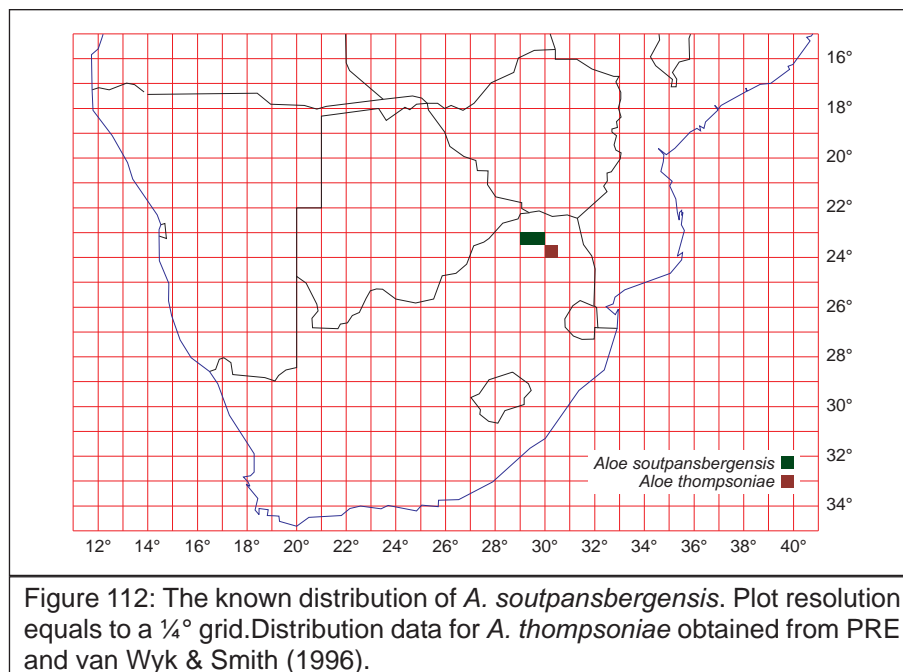 16°
18°
20°
22°
24°
26°
28°
30°
32°
34°
Aloe soutpansbergensis
Aloe thompsoniae
12° 14° 16° 18° 20° 22° 24° 26° 28° 30° 32° 34° 36° 38° 40°
Figure 112: The known distribution of A. soutpansbergensis. Plot resolution
equals to a ¼° grid.Distribution data for A. thompsoniae obtained from PRE
and van Wyk & Smith (1996).